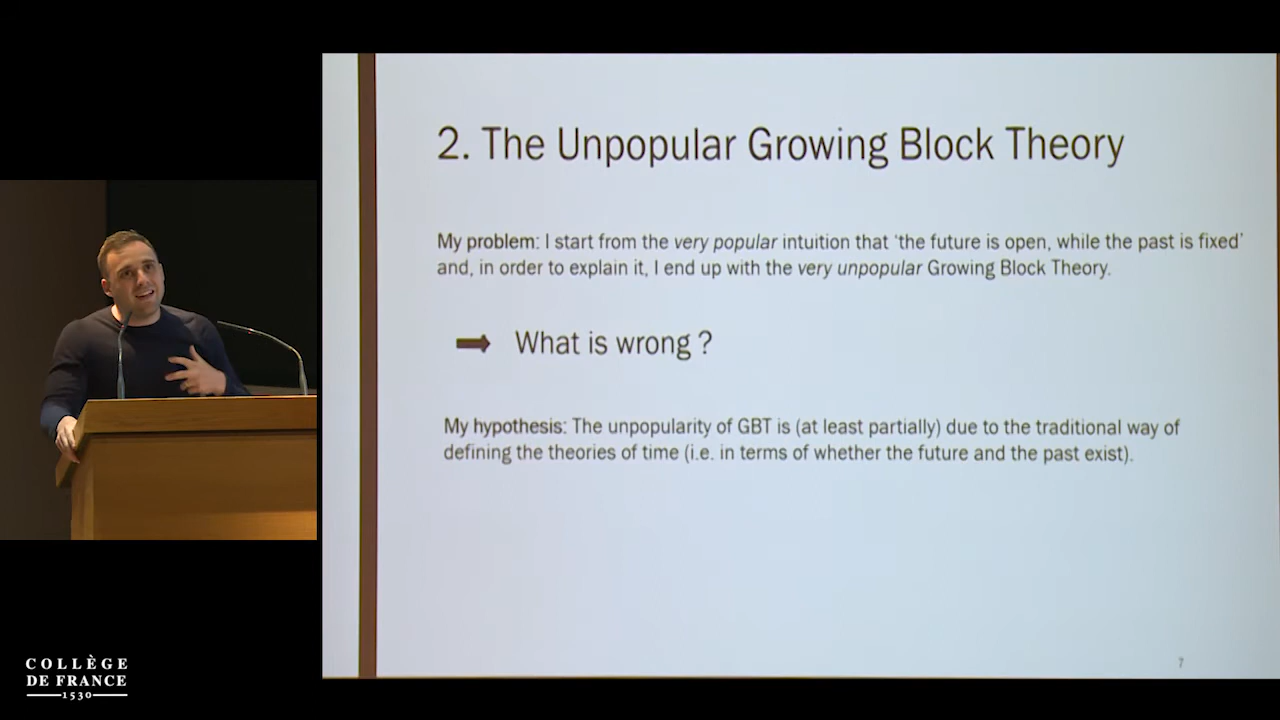 2. The Unpopular Growing Block Theory
My problem: I start from the very popular intuition that ‘the future is open, while the past is fixed’
and, in order to explain it, I end up with the very unpopular Growing Block Theory.
What is wrong ?
My hypothesis: The unpopularity of GBT is (at least partially) due to the traditional way of
defining the theories of time (i.e. in terms of whether the future and the past exist).
7
COLLÈGE
DE FRANCE
1530